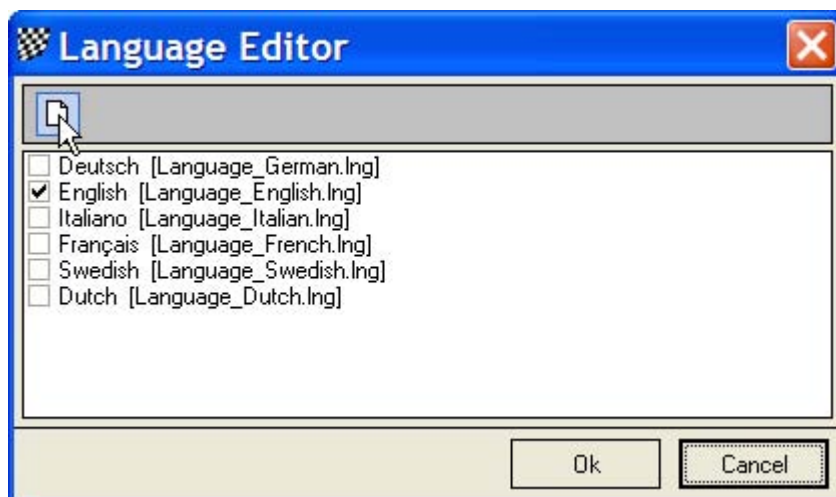 Language Editor
Deutsch [Language_German.lng]
English [Language_English.lng]
Italiano [Language_Italian.lng]
Français [Language_French.lng]
Swedish [Language_Swedish.lng]
Dutch [Language_Dutch.lng]
Ok Cancel